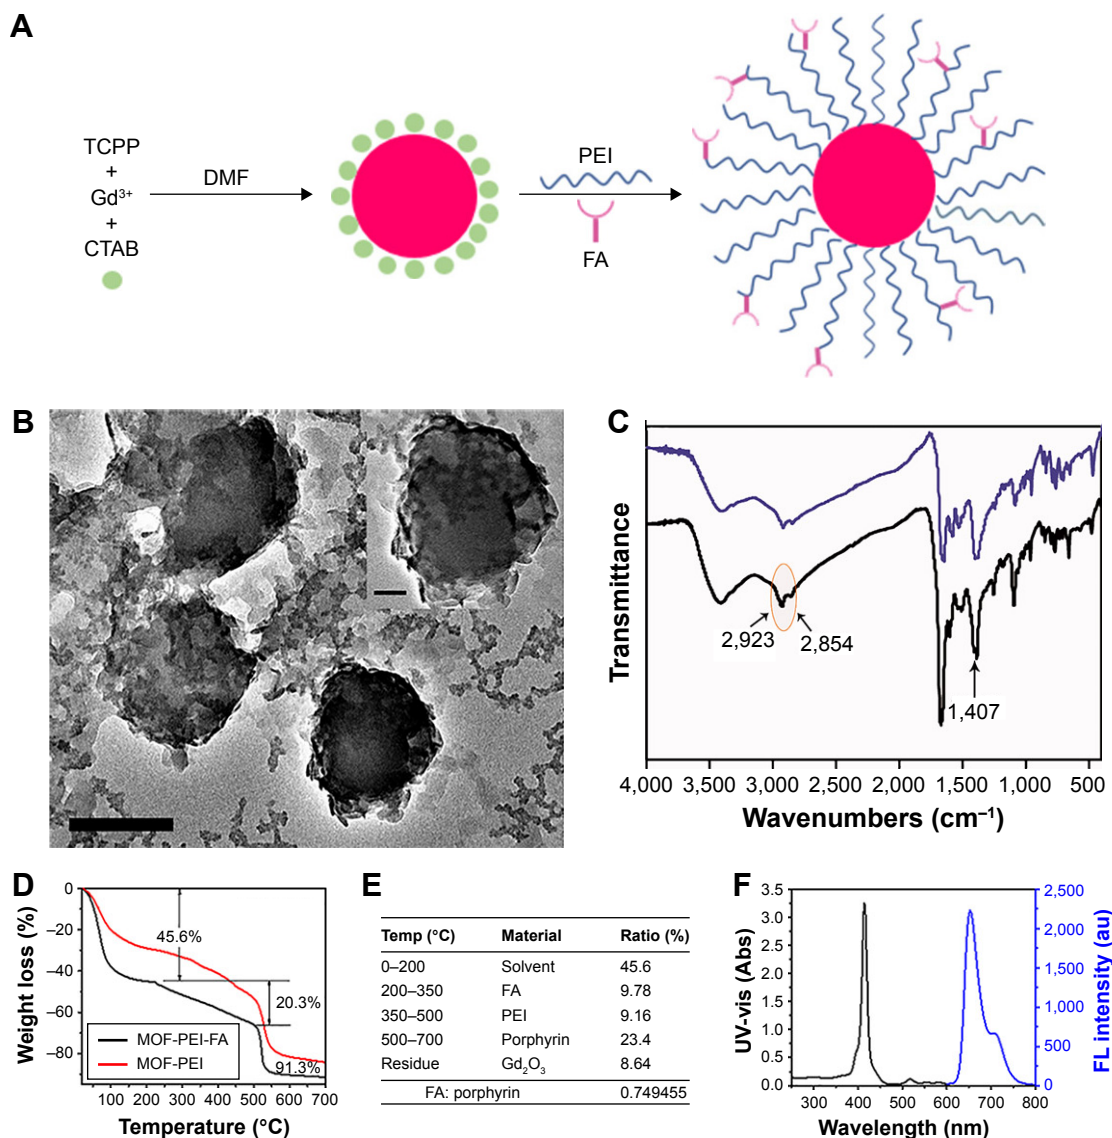 A
TCPP
+
Gd³⁺
+
CTAB
DMF
PEI
FA
B
C
Transmittance
2,923
2,854
1,407
4,000 3,500 3,000 2,500 2,000 1,500 1,000 500
Wavenumbers (cm⁻¹)
D
Weight loss (%)
0
−20
−40
−60
−80
45.6%
20.3%
91.3%
MOF-PEI-FA
MOF-PEI
100 200 300 400 500 600 700
Temperature (°C)
E
Temp (°C) Material Ratio (%)
0–200 Solvent 45.6
200–350 FA 9.78
350–500 PEI 9.16
500–700 Porphyrin 23.4
Residue Gd₂O₃ 8.64
FA: porphyrin 0.749455
F
UV-vis (Abs)
3.5
3.0
2.5
2.0
1.5
1.0
0.5
0.0
FL intensity (au)
2,500
2,000
1,500
1,000
500
0
300 400 500 600 700 800
Wavelength (nm)